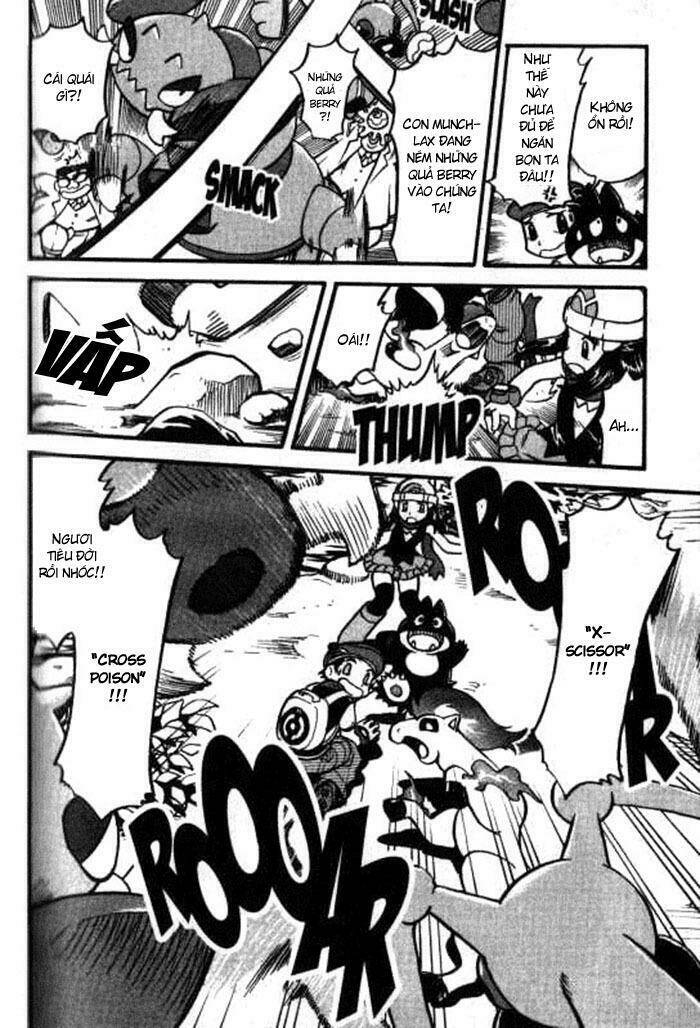 KHÔNG
ỔN RỒI!
NHƯ
THẾ
NÀY
CHƯA
ĐỦ ĐỂ
NGĂN
BỌN TA
ĐÂU!!
SLASH
CON MUNCH-
LAX ĐANG
NÉM NHỮNG
QUẢ BERRY
VÀO CHÚNG
TA!
NHỮNG
QUẢ
BERRY
?!
SMACK
CÁI QUÁI
GÌ?!
AH...
OÁI!!
THUMP
VẤP
ROOOAR
"X-
SCISSOR"
!!!
NGƯƠI
TIÊU ĐỜI
RỒI NHÓC!!
"CROSS
POISON"
!!!
ROOOOAR